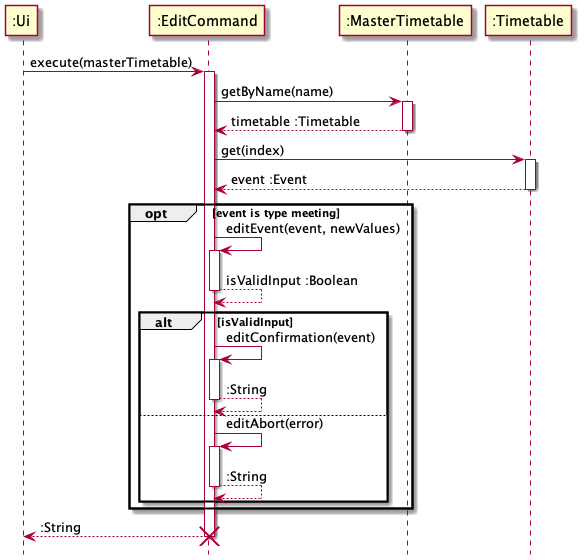 :Ui
:EditCommand
:MasterTimetable
:Timetable
execute(masterTimetable)
getByName(name)
timetable :Timetable
get(index)
event :Event
opt [event is type meeting]
editEvent(event, newValues)
isValidInput :Boolean
alt [isValidInput]
editConfirmation(event)
:String
editAbort(error)
:String
:String